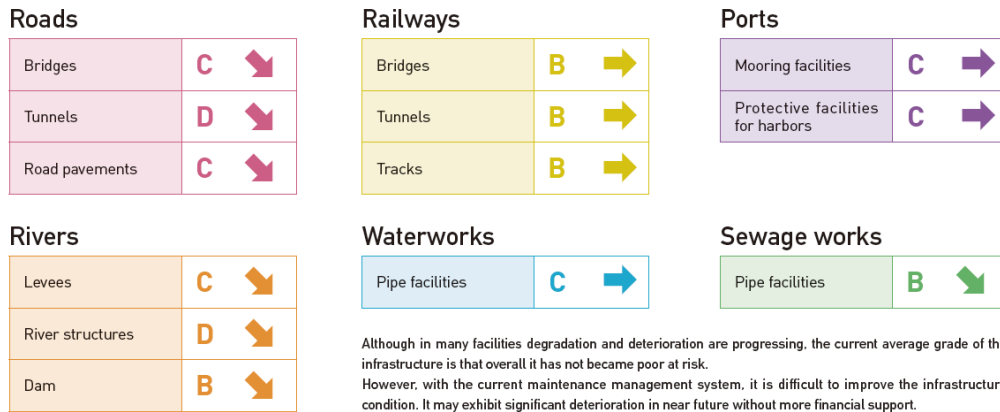 Roads
Bridges C
Tunnels D
Road pavements C
Railways
Bridges B
Tunnels B
Tracks B
Ports
Mooring facilities C
Protective facilities
for harbors C
Rivers
Levees C
River structures D
Dam B
Waterworks
Pipe facilities C
Sewage works
Pipe facilities B
Although in many facilities degradation and deterioration are progressing, the current average grade of th
infrastructure is that overall it has not became poor at risk.
However, with the current maintenance management system, it is difficult to improve the infrastructur
condition. It may exhibit significant deterioration in near future without more financial support.